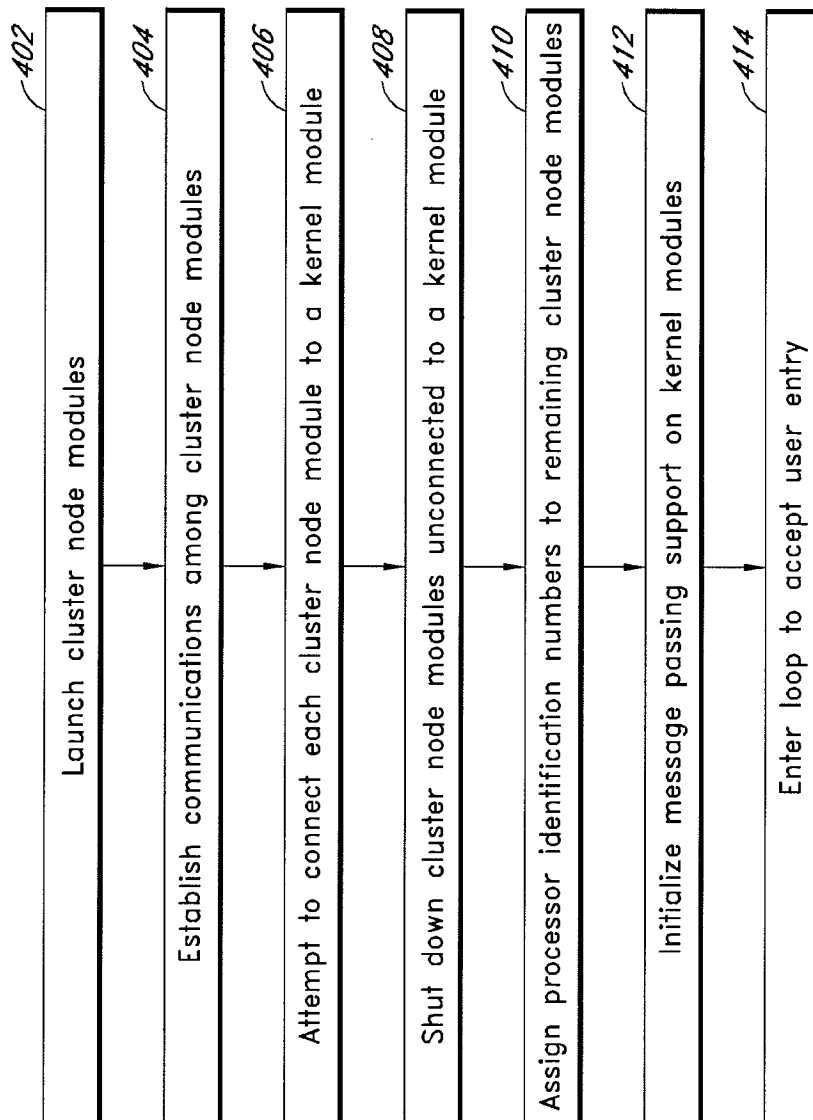 402
Launch cluster node modules
404
Establish communications among cluster node modules
406
Attempt to connect each cluster node module to a kernel module
408
Shut down cluster node modules unconnected to a kernel module
410
Assign processor identification numbers to remaining cluster node modules
412
Initialize message passing support on kernel modules
414
Enter loop to accept user entry